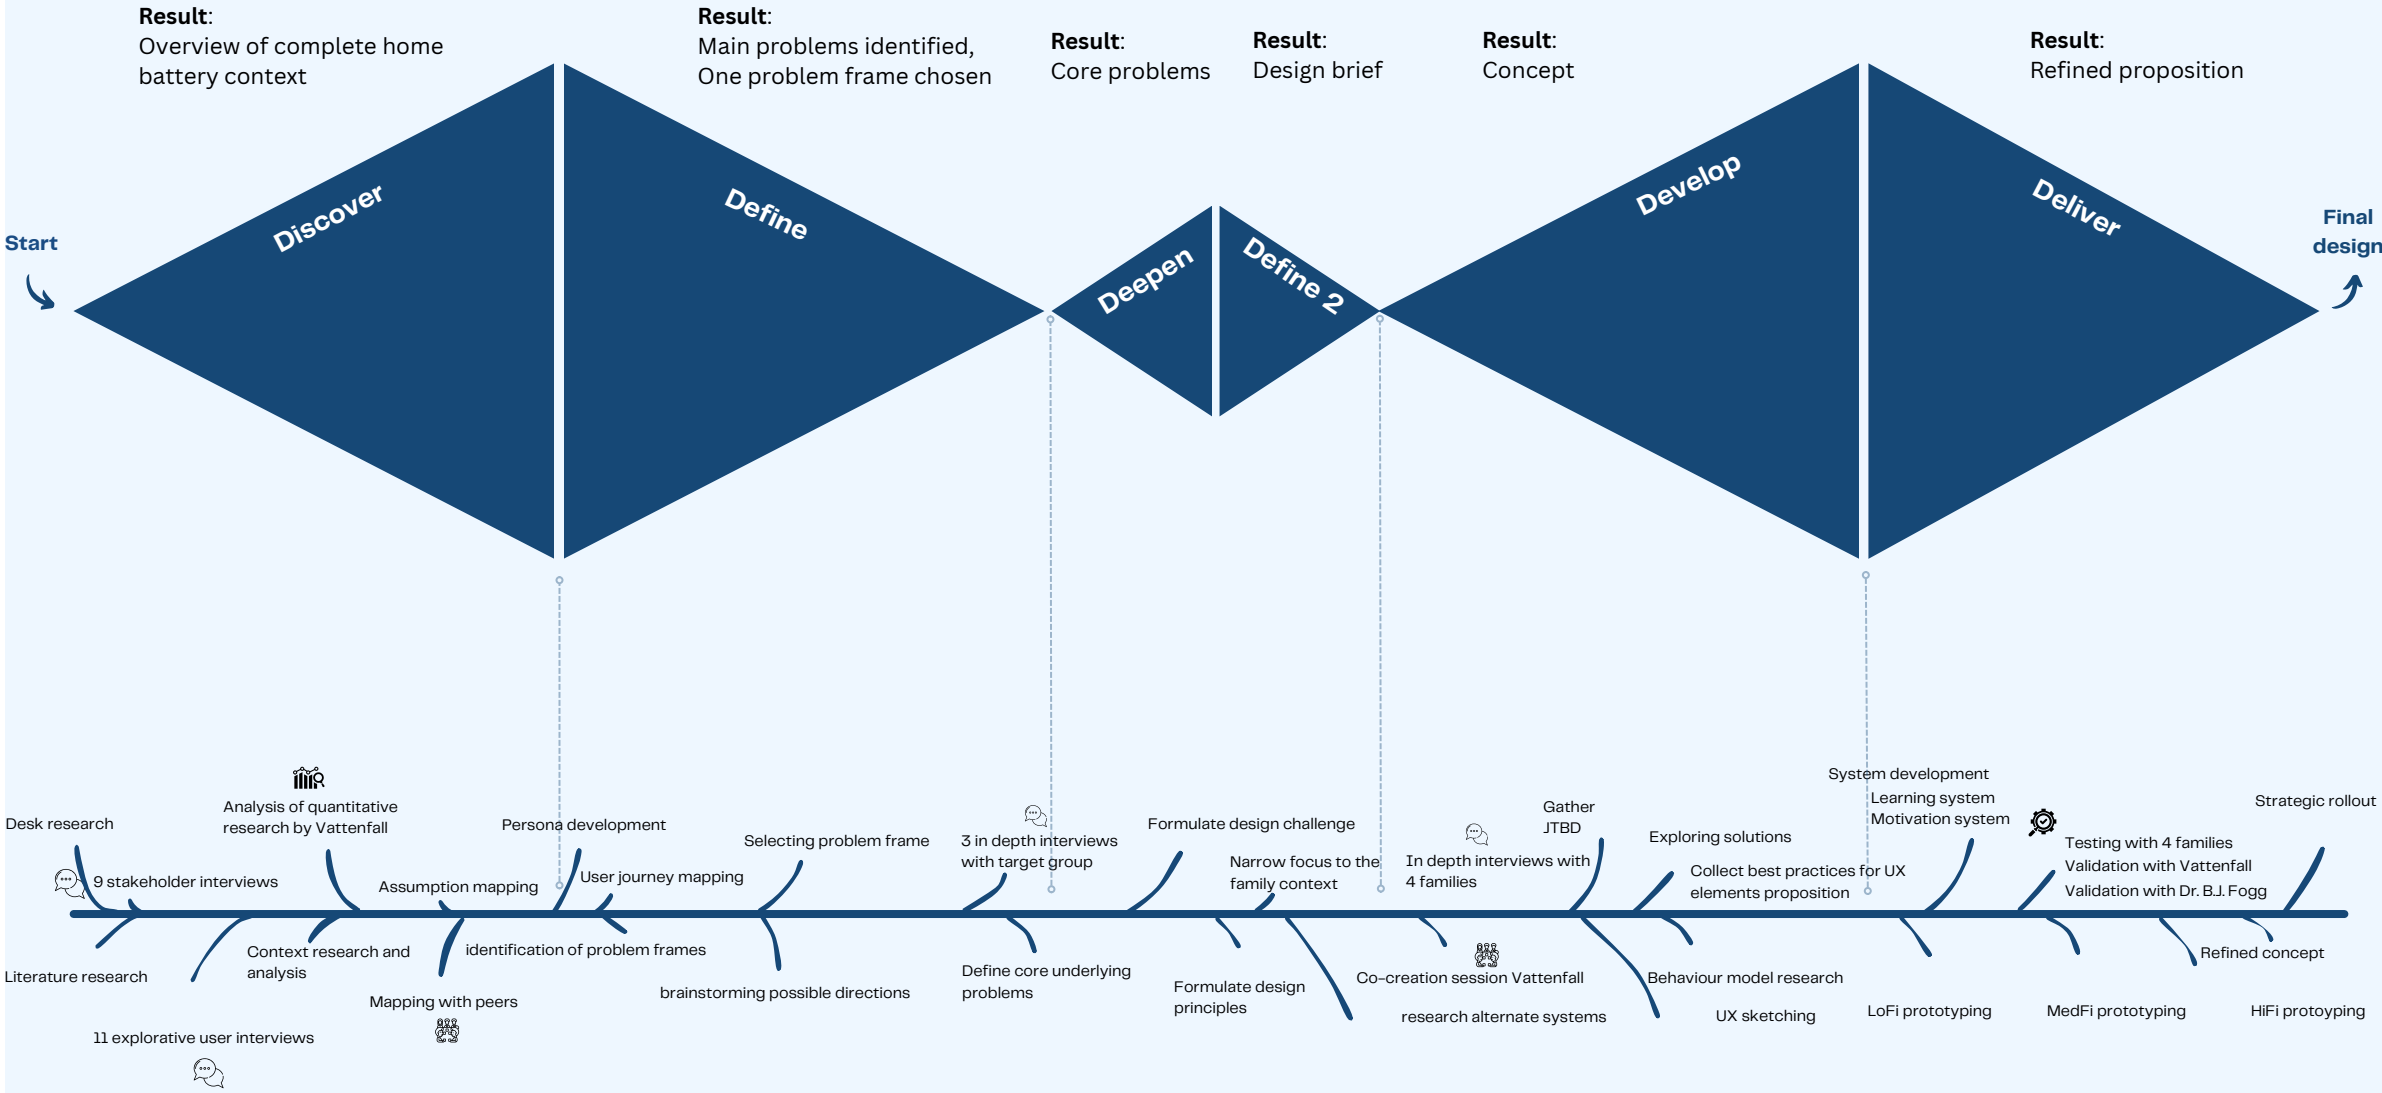 Result:
Overview of complete home
battery context
Result:
Main problems identified,
One problem frame chosen
Result:
Core problems
Result:
Design brief
Result:
Concept
Result:
Refined proposition
Start
Discover
Define
Deepen
Define 2
Develop
Deliver
Final
design
Desk research
9 stakeholder interviews
Literature research
11 explorative user interviews
Analysis of quantitative
research by Vattenfall
Context research and
analysis
Assumption mapping
Mapping with peers
Persona development
User journey mapping
identification of problem frames
Selecting problem frame
brainstorming possible directions
3 in depth interviews
with target group
Define core underlying
problems
Formulate design challenge
Narrow focus to the
family context
Formulate design
principles
In depth interviews with
4 families
Co-creation session Vattenfall
research alternate systems
Gather
JTBD
Exploring solutions
Collect best practices for UX
elements proposition
Behaviour model research
UX sketching
System development
Learning system
Motivation system
LoFi prototyping
Testing with 4 families
Validation with Vattenfall
Validation with Dr. B.J. Fogg
MedFi prototyping
Refined concept
Strategic rollout
HiFi protoyping